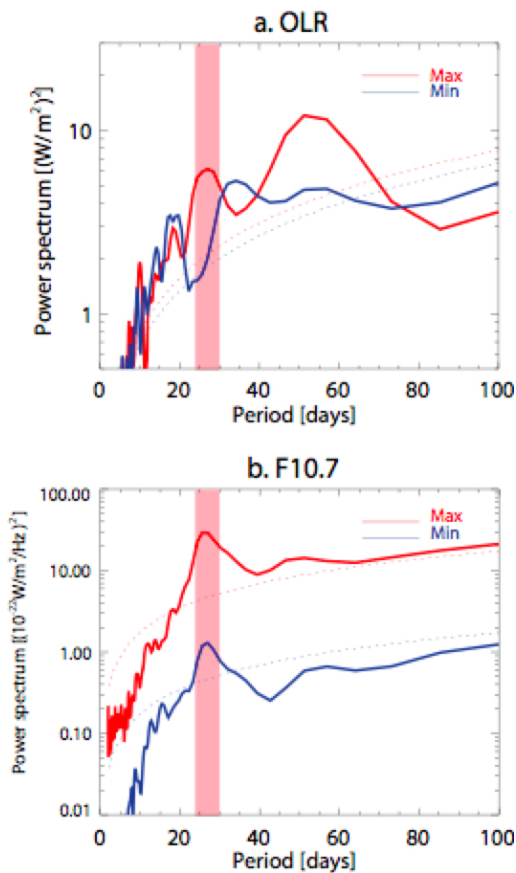 a. OLR
Power spectrum [(W/m²)²]
10
1
Max
Min
0 20 40 60 80 100
Period [days]
b. F10.7
Power spectrum [(10⁻²²W/m²/Hz)²]
100.00
10.00
1.00
0.10
0.01
Max
Min
0 20 40 60 80 100
Period [days]